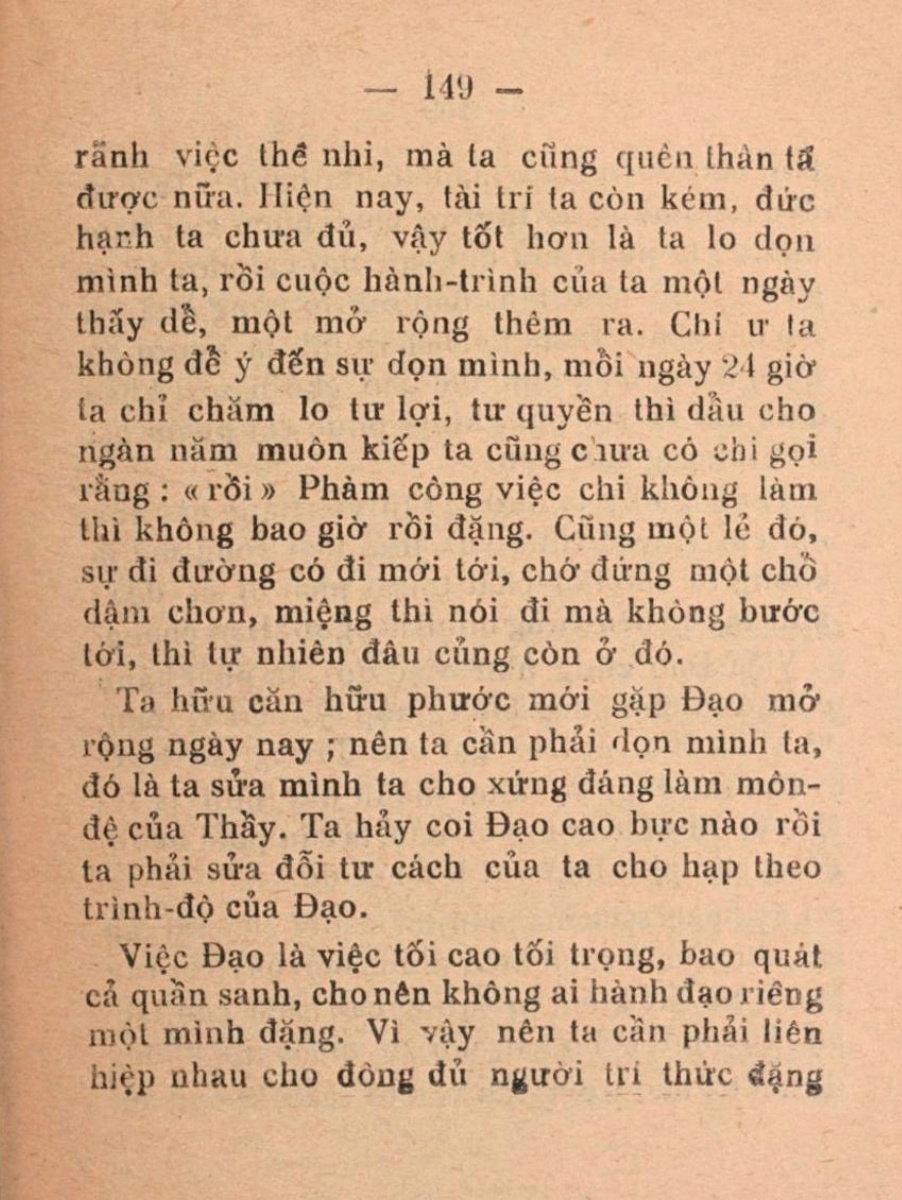 — 149 —
rãnh việc thê nhi, mà ta cũng quên thân ta
được nữa. Hiện nay, tài trí ta còn kém, đức
hạnh ta chưa đủ, vậy tốt hơn là ta lo dọn
mình ta, rồi cuộc hành-trình của ta một ngày
thấy dể, một mở rộng thêm ra. Chí ư ta
không để ý đến sự dọn mình, mỗi ngày 24 giờ
ta chỉ chăm lo tư lợi, tư quyền thì dẩu cho
ngàn năm muôn kiếp ta cũng chưa có chi gọi
rằng : « rồi » Phàm công việc chi không làm
thì không bao giờ rồi đặng. Cũng một lẻ đó,
sự đi đường có đi mới tới, chớ đứng một chỗ
dậm chơn, miệng thì nói đi mà không bước
tới, thì tự nhiên đâu củng còn ở đó.
Ta hữu căn hữu phước mới gặp Đạo mở
rộng ngày nay ; nên ta cần phải dọn mình ta,
đó là ta sửa mình ta cho xứng đáng làm môn-
đệ của Thầy. Ta hảy coi Đạo cao bực nào rồi
ta phải sửa đỗi tư cách của ta cho hạp theo
trình-độ của Đạo.
Việc Đạo là việc tối cao tối trọng, bao quát
cả quần sanh, cho nên không ai hành đạo riêng
một mình đặng. Vì vậy nên ta cần phải liên
hiệp nhau cho đông đủ người trí thức đặng